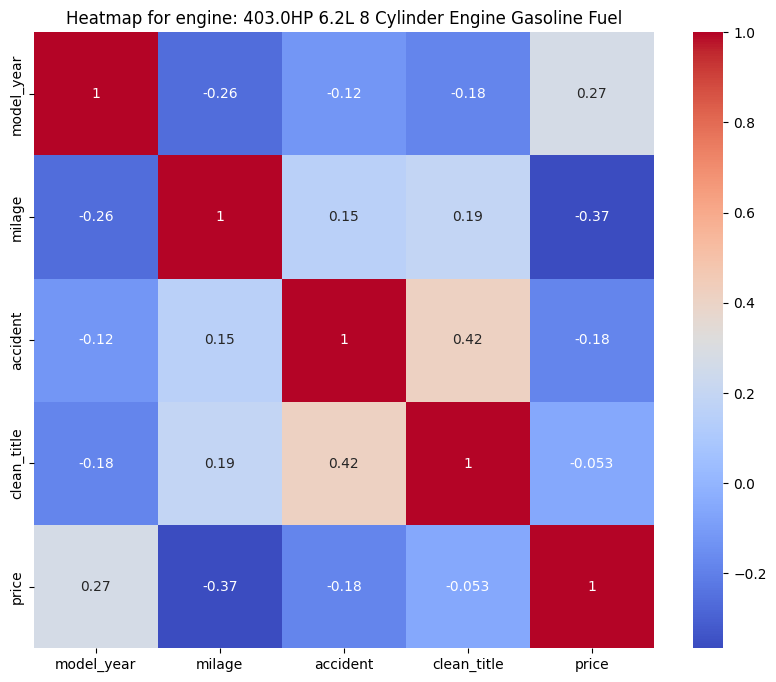 Heatmap for engine: 403.0HP 6.2L 8 Cylinder Engine Gasoline Fuel
model_year 1 -0.26 -0.12 -0.18 0.27
milage -0.26 1 0.15 0.19 -0.37
accident -0.12 0.15 1 0.42 -0.18
clean_title -0.18 0.19 0.42 1 -0.053
price 0.27 -0.37 -0.18 -0.053 1
model_year milage accident clean_title price
1.0
0.8
0.6
0.4
0.2
0.0
−0.2